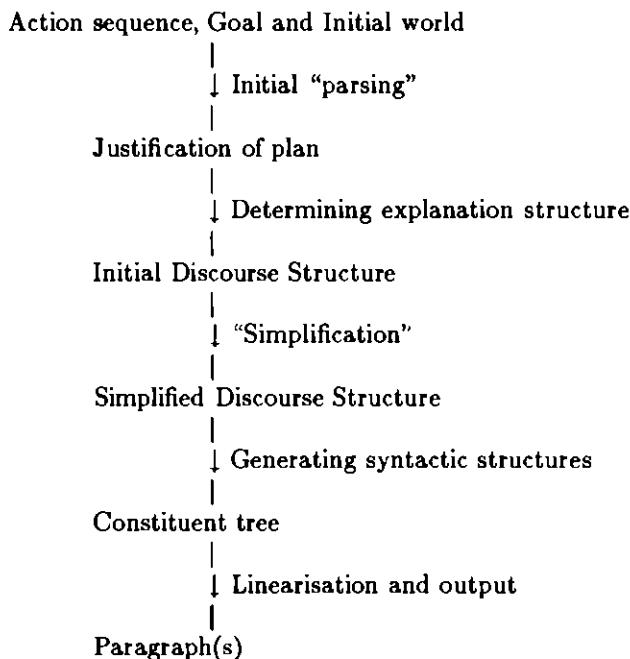 Action sequence, Goal and Initial world
Initial “parsing”
Justification of plan
Determining explanation structure
Initial Discourse Structure
“Simplification”
Simplified Discourse Structure
Generating syntactic structures
Constituent tree
Linearisation and output
Paragraph(s)